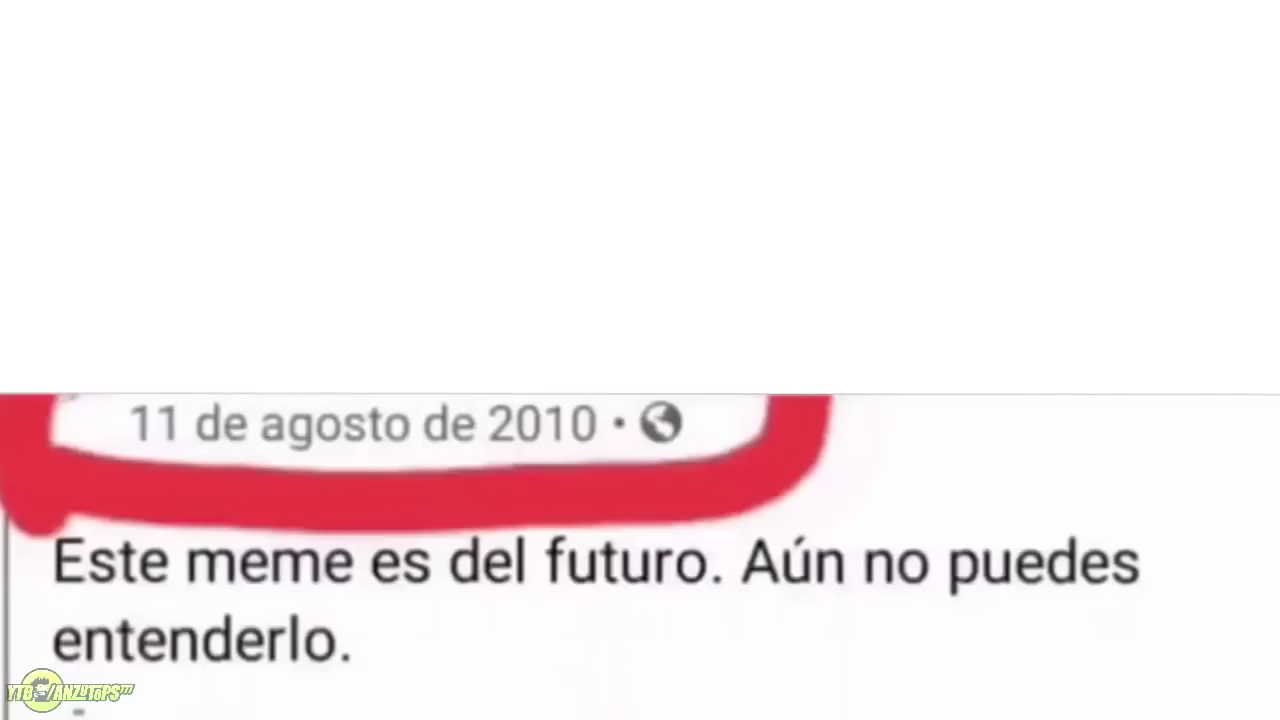 11 de agosto de 2010 •
Este meme es del futuro. Aún no puedes
entenderlo.